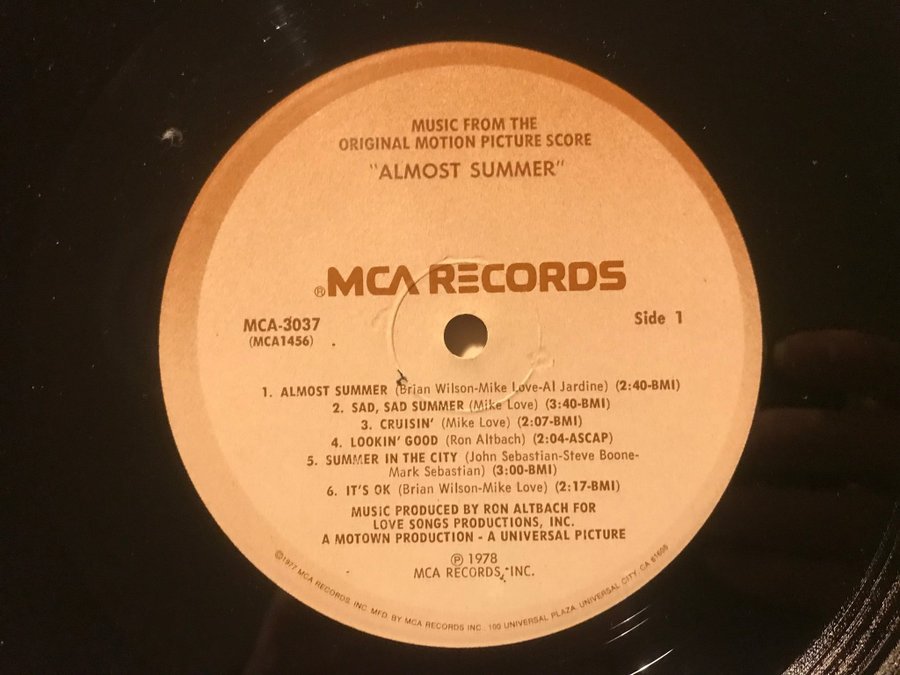 MUSIC FROM THE
ORIGINAL MOTION PICTURE SCORE
"ALMOST SUMMER"
®MCA RECORDS
MCA-3037
(MCA1456)
Side 1
1. ALMOST SUMMER (Brian Wilson-Mike Love-Al Jardine) (2:40-BMI)
2. SAD, SAD SUMMER (Mike Love) (3:40-BMI)
3. CRUISIN' (Mike Love) (2:07-BMI)
4. LOOKIN' GOOD (Ron Altbach) (2:04-ASCAP)
5. SUMMER IN THE CITY (John Sebastian-Steve Boone-
Mark Sebastian) (3:00-BMI)
6. IT'S OK (Brian Wilson-Mike Love) (2:17-BMI)
MUSIC PRODUCED BY RON ALTBACH FOR
LOVE SONGS PRODUCTIONS, INC.
A MOTOWN PRODUCTION - A UNIVERSAL PICTURE
℗ 1978
MCA RECORDS, INC.
©1977 MCA RECORDS, INC. MFD. BY MCA RECORDS INC. 100 UNIVERSAL PLAZA, UNIVERSAL CITY, CA 91608